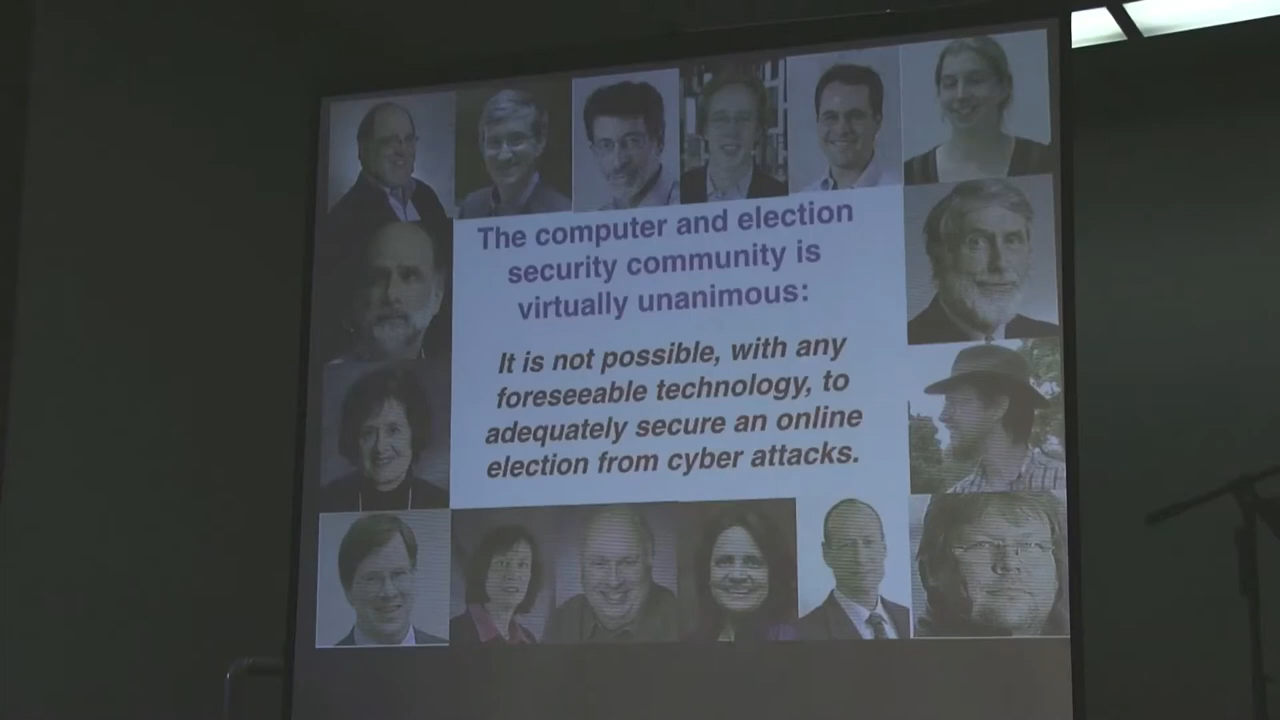 The computer and election
security community is
virtually unanimous:
It is not possible, with any
foreseeable technology, to
adequately secure an online
election from cyber attacks.